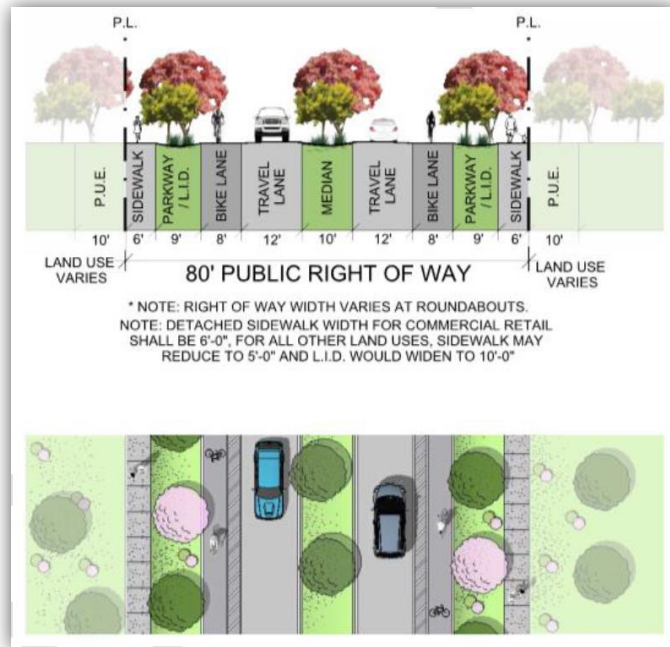 P.L. P.L.
P.U.E. SIDEWALK PARKWAY / L.I.D. BIKE LANE TRAVEL LANE MEDIAN TRAVEL LANE BIKE LANE PARKWAY / L.I.D. SIDEWALK P.U.E.
10' 6' 9' 8' 12' 10' 12' 8' 9' 6' 10'
LAND USE VARIES
80' PUBLIC RIGHT OF WAY
LAND USE VARIES
* NOTE: RIGHT OF WAY WIDTH VARIES AT ROUNDABOUTS.
NOTE: DETACHED SIDEWALK WIDTH FOR COMMERCIAL RETAIL
SHALL BE 6'-0", FOR ALL OTHER LAND USES, SIDEWALK MAY
REDUCE TO 5'-0" AND L.I.D. WOULD WIDEN TO 10'-0"